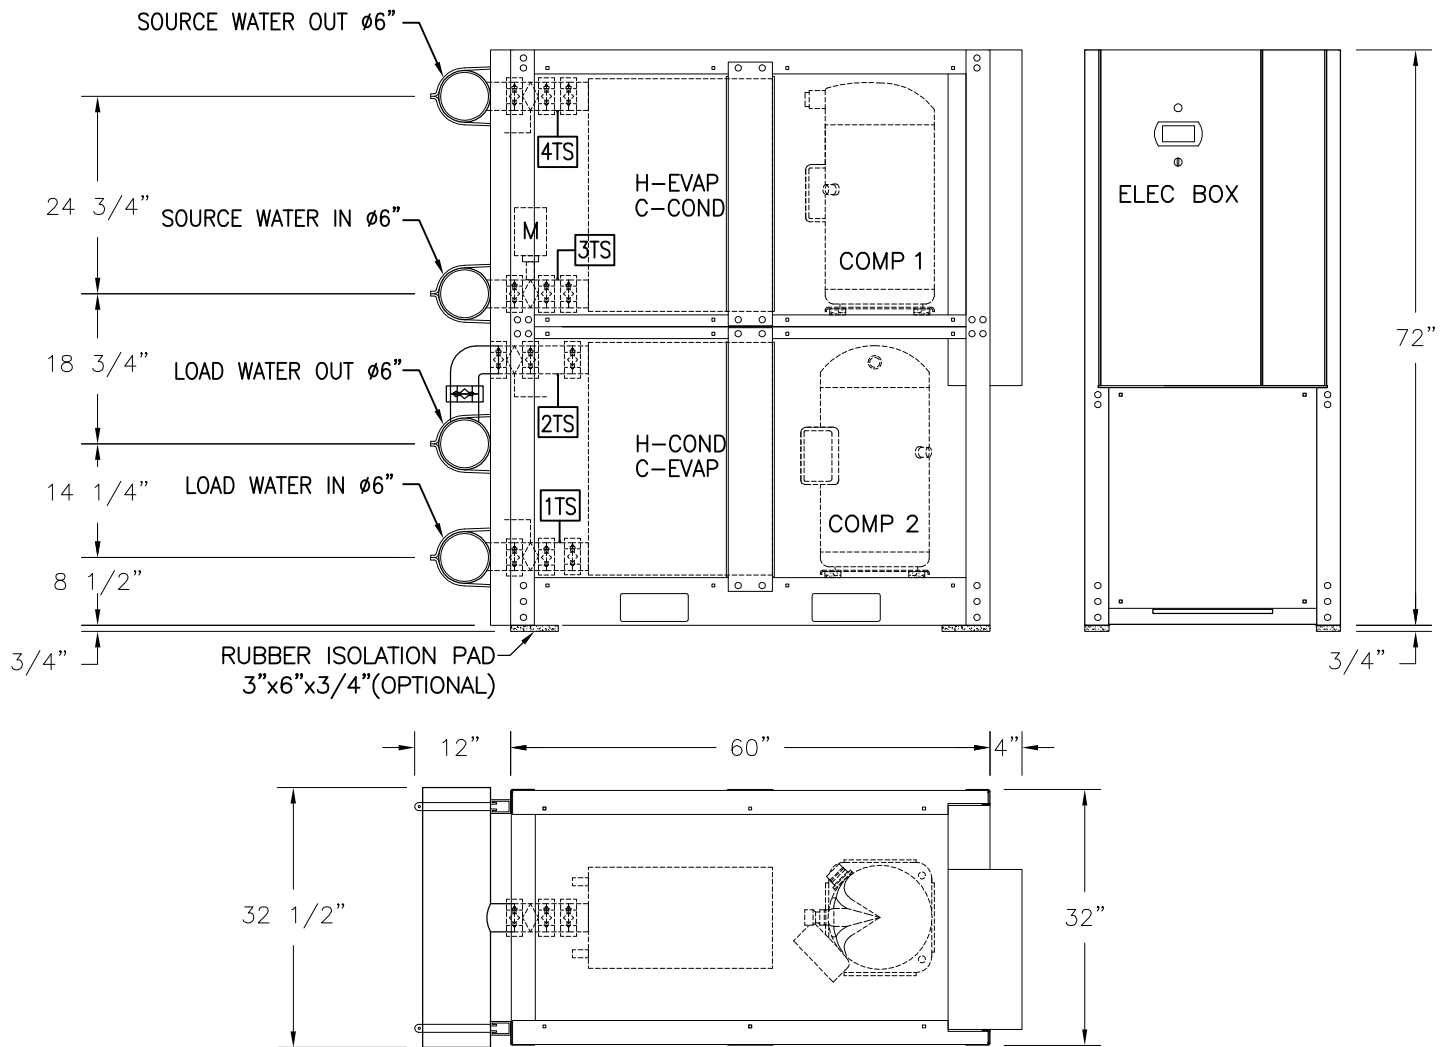 SOURCE WATER OUT ø6”
4TS
24 3/4”
H-EVAP
C-COND
ELEC BOX
SOURCE WATER IN ø6”
M
3TS
COMP 1
18 3/4”
72”
LOAD WATER OUT ø6”
2TS
H-COND
C-EVAP
14 1/4”
LOAD WATER IN ø6”
1TS
COMP 2
8 1/2”
3/4”
RUBBER ISOLATION PAD
3”x6”x3/4”(OPTIONAL)
3/4”
12”
60”
4”
32 1/2”
32”